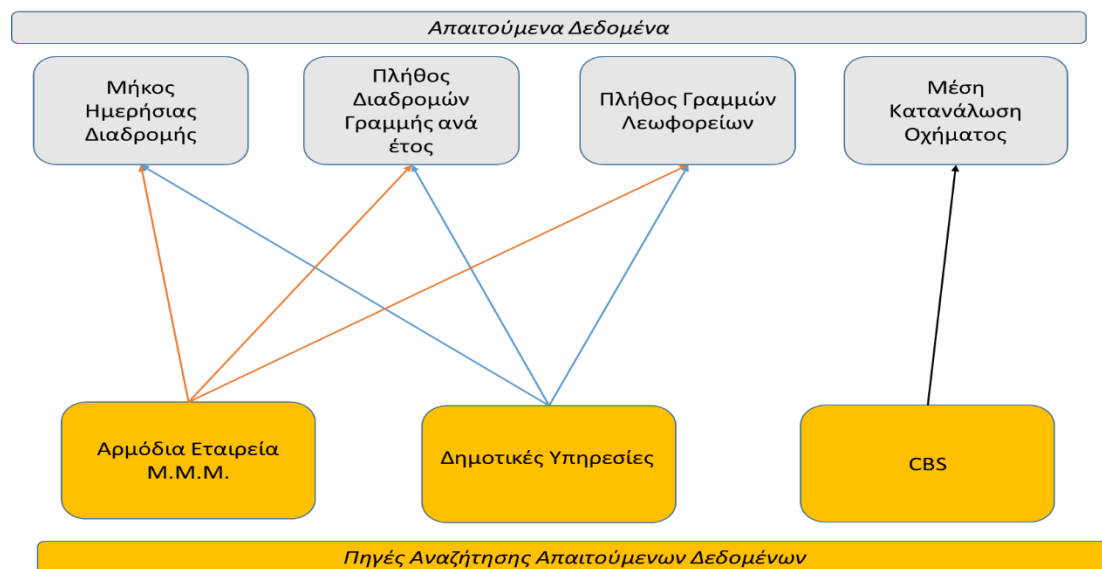 Απαιτούμενα Δεδομένα
Μήκος
Ημερήσιας
Διαδρομής
Πλήθος
Διαδρομών
Γραμμής ανά
έτος
Πλήθος Γραμμών
Λεωφορείων
Μέση
Κατανάλωση
Οχήματος
Αρμόδια Εταιρεία
Μ.Μ.Μ.
Δημοτικές Υπηρεσίες
CBS
Πηγές Αναζήτησης Απαιτούμενων Δεδομένων